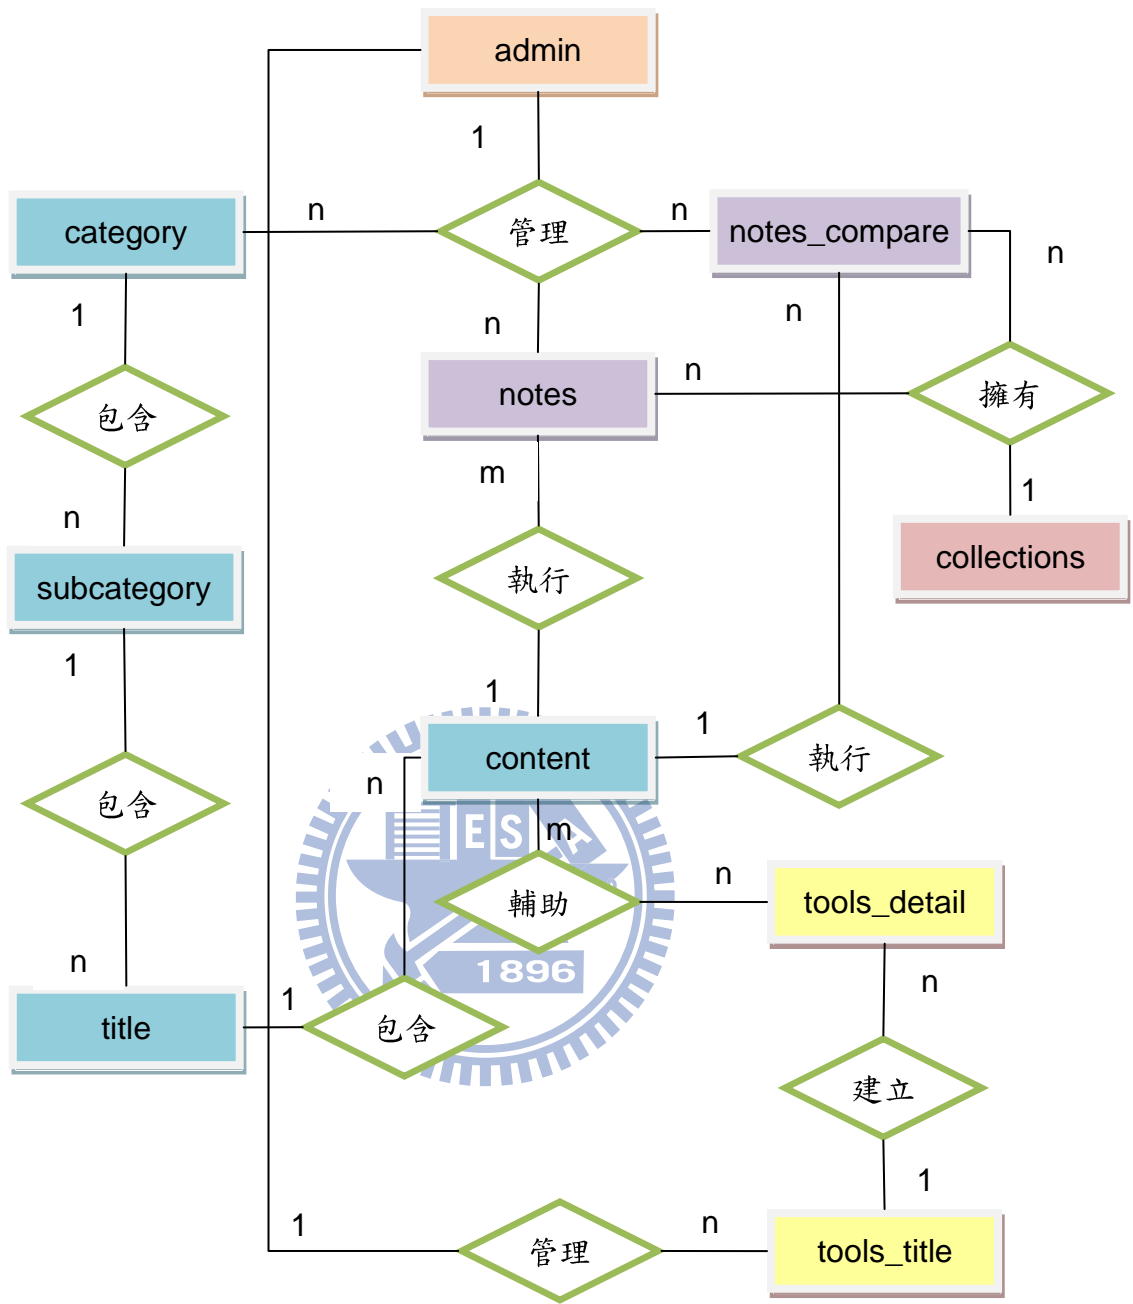 admin
1
category
n
管理
n
notes_compare
n
1
n
n
notes
n
擁有
包含
m
1
n
執行
collections
subcategory
1
1
content
1
執行
n
包含
ESA
m
輔助
n
tools_detail
n
1896
n
title
1
包含
建立
1
1
管理
n
tools_title